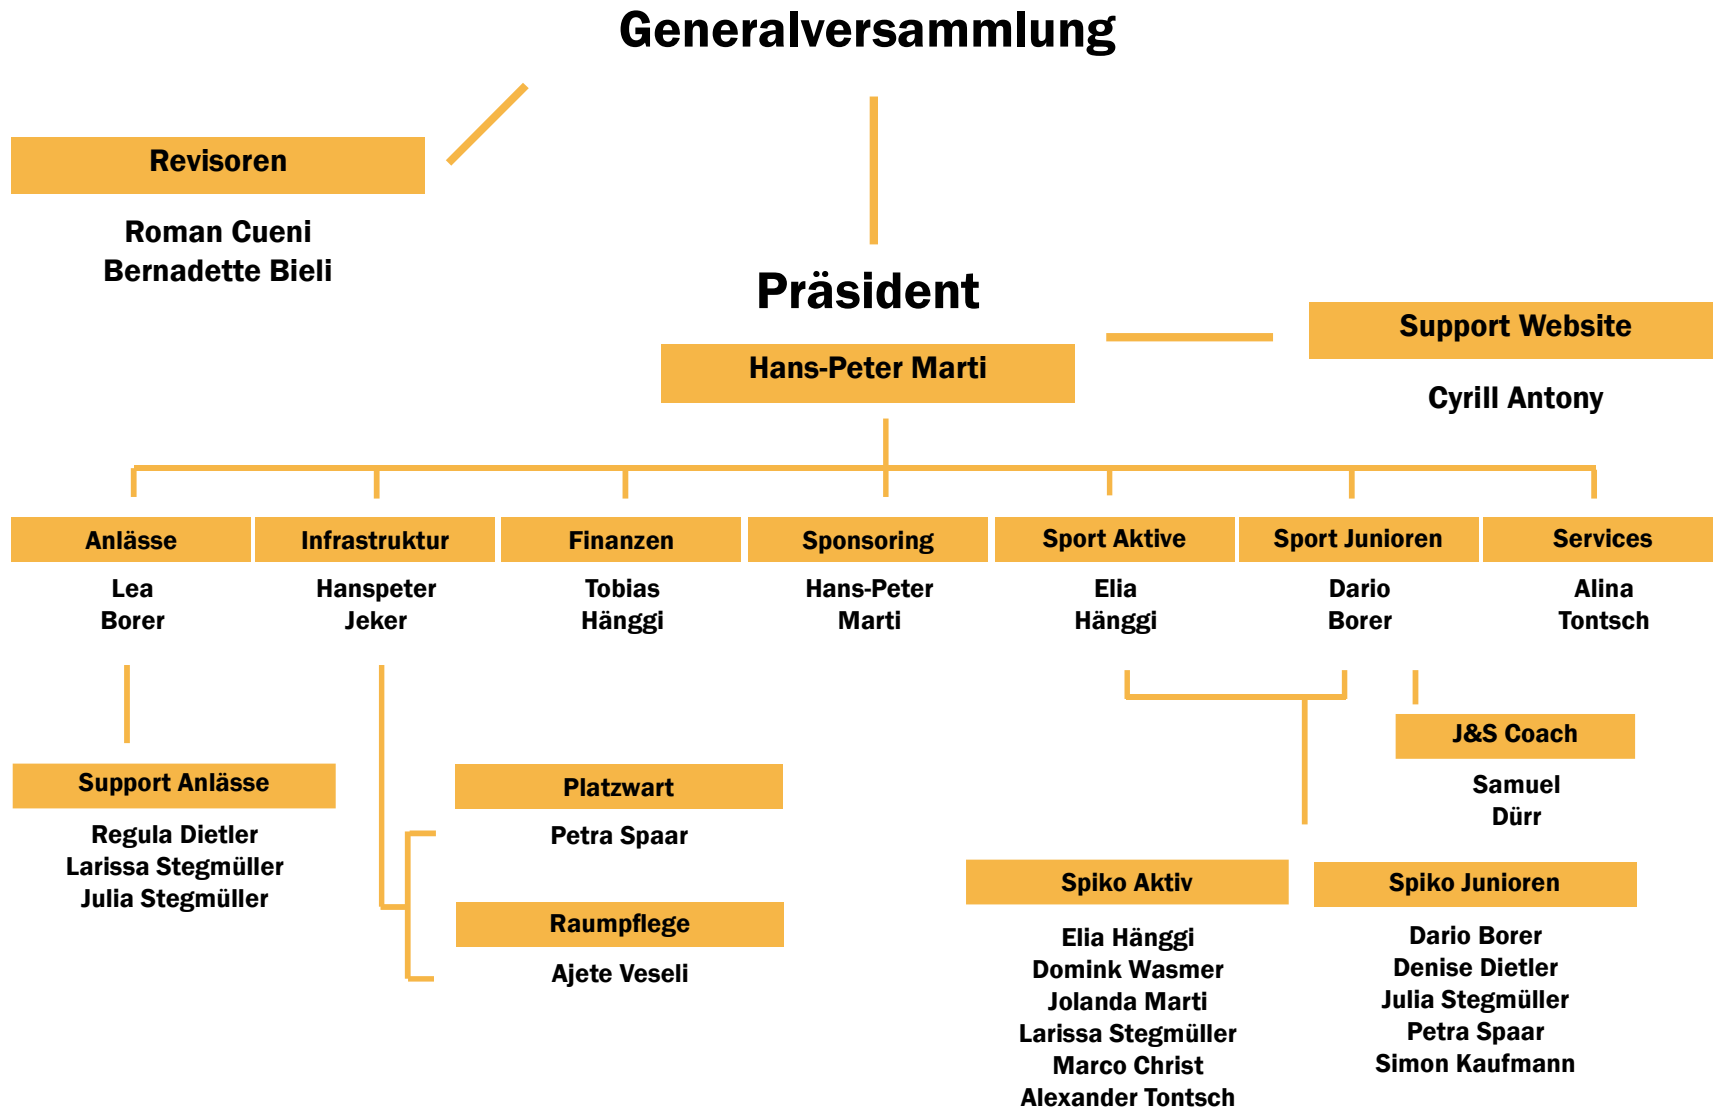 Generalversammlung
Revisoren
Roman Cueni
Bernadette Bieli
Präsident
Hans-Peter Marti
Support Website
Cyrill Antony
Anlässe
Lea
Borer
Infrastruktur
Hanspeter
Jeker
Finanzen
Tobias
Hänggi
Sponsoring
Hans-Peter
Marti
Sport Aktive
Elia
Hänggi
Sport Junioren
Dario
Borer
Services
Alina
Tontsch
Support Anlässe
Regula Dietler
Larissa Stegmüller
Julia Stegmüller
Platzwart
Petra Spaar
Raumpflege
Ajete Veseli
J&S Coach
Samuel
Dürr
Spiko Aktiv
Elia Hänggi
Domink Wasmer
Jolanda Marti
Larissa Stegmüller
Marco Christ
Alexander Tontsch
Spiko Junioren
Dario Borer
Denise Dietler
Julia Stegmüller
Petra Spaar
Simon Kaufmann